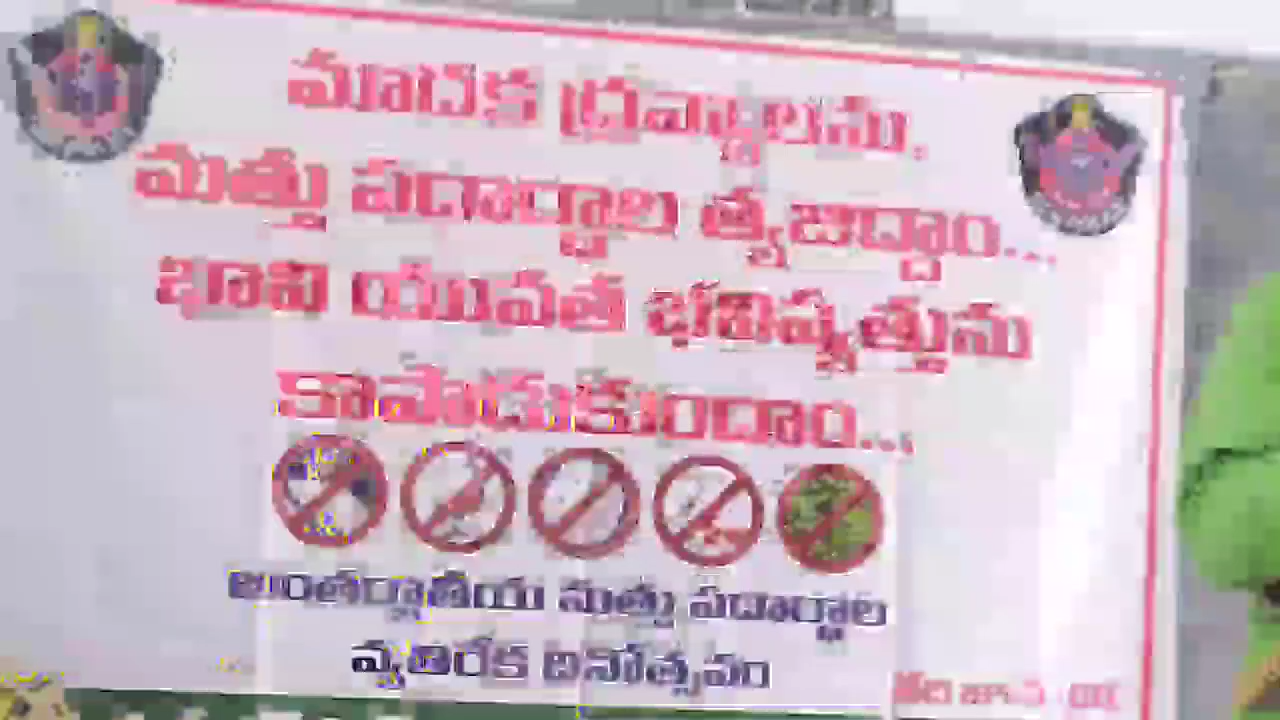 మాదక ద్రవ్యాలను,
మత్తు పదార్థాల త్యజిద్దాం...
భావి యువత భవిష్యత్తును
కాపాడుకుందాం...
అంతర్జాతీయ మత్తు పదార్థాల
వ్యతిరేక దినోత్సవం